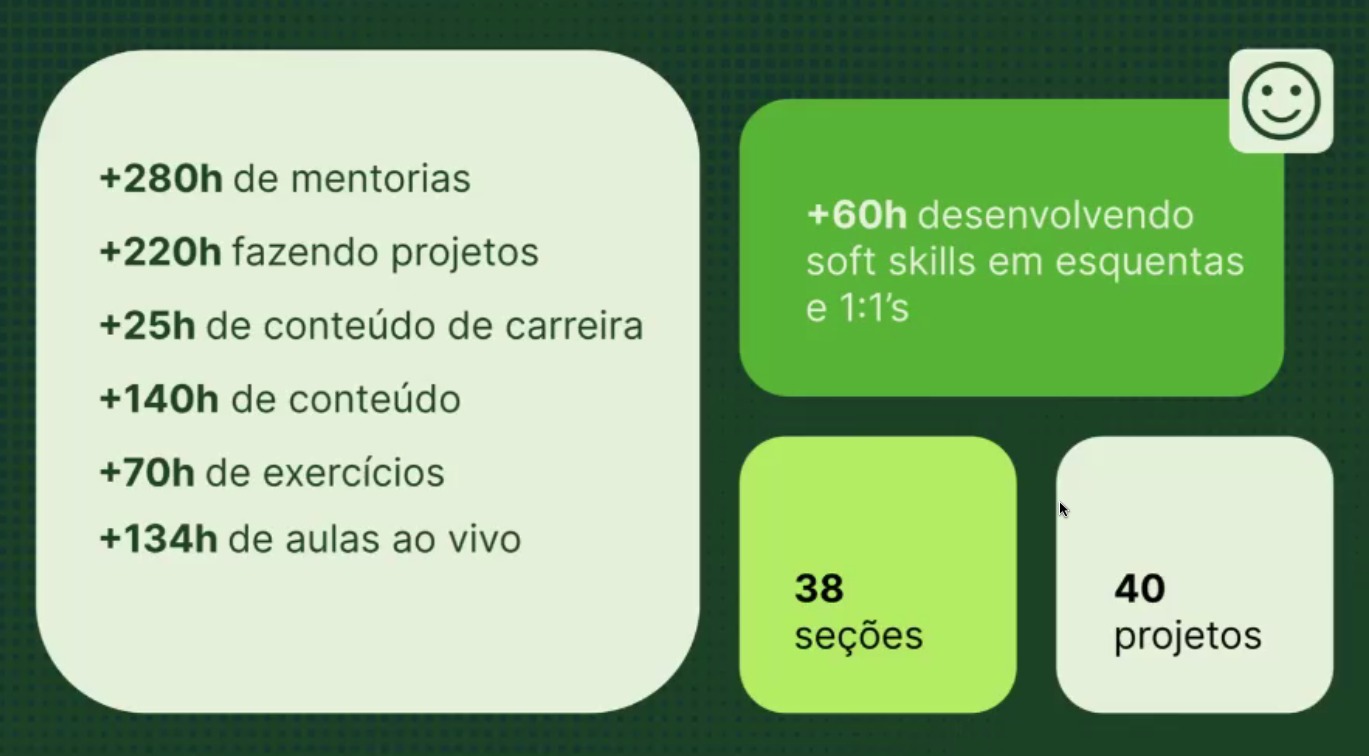 +280h de mentorias
+220h fazendo projetos
+25h de conteúdo de carreira
+140h de conteúdo
+70h de exercícios
+134h de aulas ao vivo
+60h desenvolvendo
soft skills em esquentas
e 1:1’s
38
seções
40
projetos